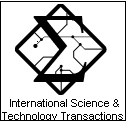 International Science &
Technology Transactions